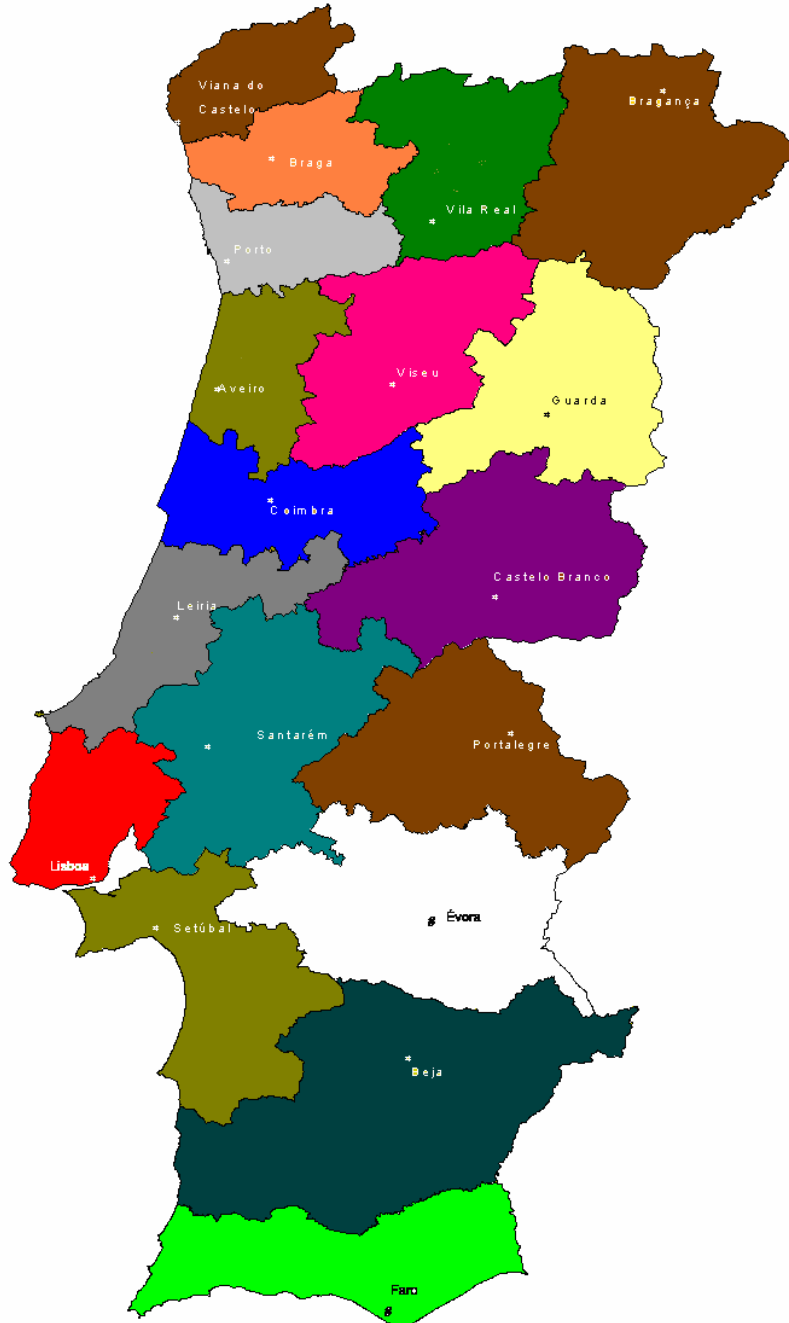 Viana do
Castelo
Bragança
Braga
Vila Real
Porto
Viseu
Aveiro
Guarda
Coimbra
Castelo Branco
Leiria
Santarém
Portalegre
Lisboa
Évora
Setúbal
Beja
Faro